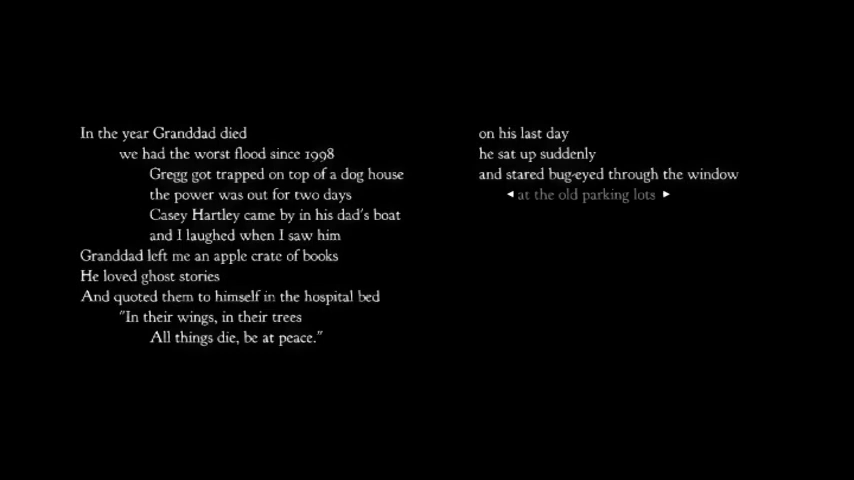 In the year Granddad died
we had the worst flood since 1998
Gregg got trapped on top of a dog house
the power was out for two days
Casey Hartley came by in his dad's boat
and I laughed when I saw him
Granddad left me an apple crate of books
He loved ghost stories
And quoted them to himself in the hospital bed
"In their wings, in their trees
All things die, be at peace."
on his last day
he sat up suddenly
and stared bug-eyed through the window
at the old parking lots